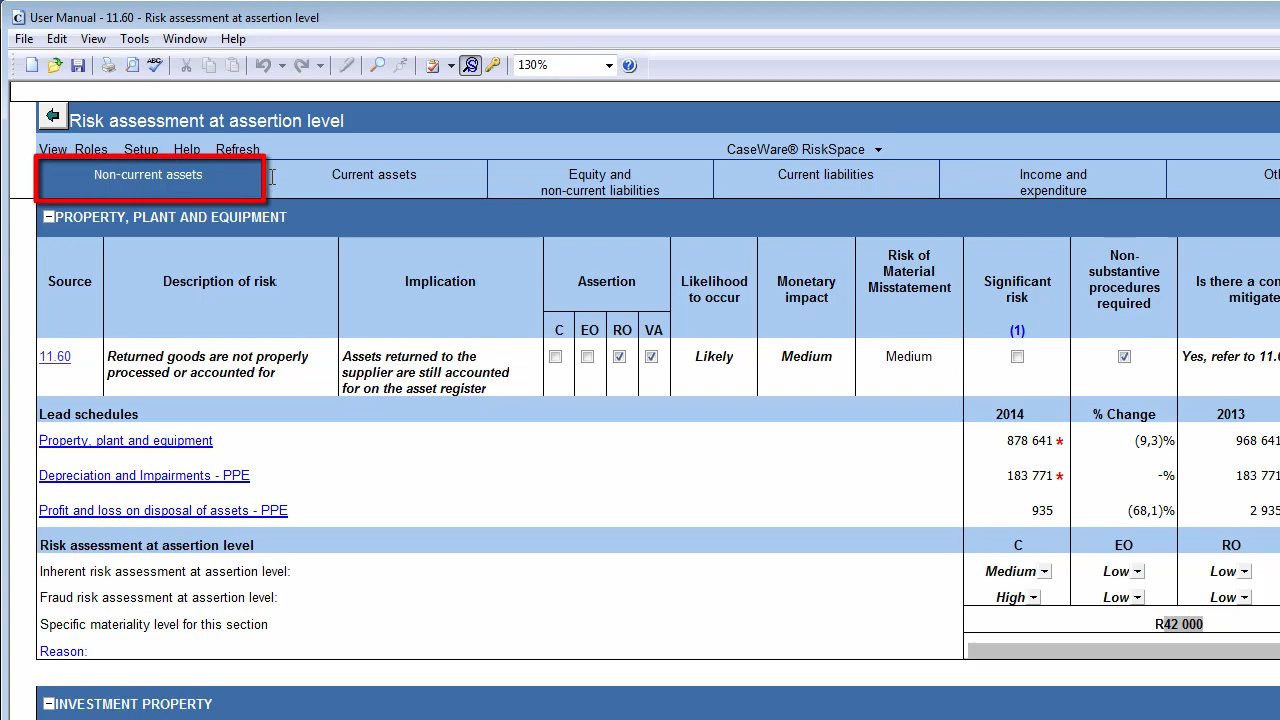 User Manual - 11.60 - Risk assessment at assertion level
File Edit View Tools Window Help
ABC 130%
Risk assessment at assertion level
View Roles Setup Help Refresh CaseWare® RiskSpace
Non-current assets Current assets Equity and Current liabilities Income and
non-current liabilities expenditure
PROPERTY, PLANT AND EQUIPMENT
Source Description of risk Implication Assertion Likelihood to occur Monetary impact Risk of Material Misstatement Significant risk Non-substantive procedures required Is there a
mitigate
C EO RO VA (1)
11.60 Returned goods are not properly Assets returned to the Likely Medium Medium Yes, refer to
processed or accounted for supplier are still accounted
for on the asset register
Lead schedules 2014 % Change 2013
Property, plant and equipment 878 641 * (9,3)% 968 641
Depreciation and Impairments - PPE 183 771 * -% 183 771
Profit and loss on disposal of assets - PPE 935 (68,1)% 2 935
Risk assessment at assertion level C EO RO
Inherent risk assessment at assertion level: Medium Low Low
Fraud risk assessment at assertion level: High Low Low
Specific materiality level for this section R42 000
Reason:
INVESTMENT PROPERTY